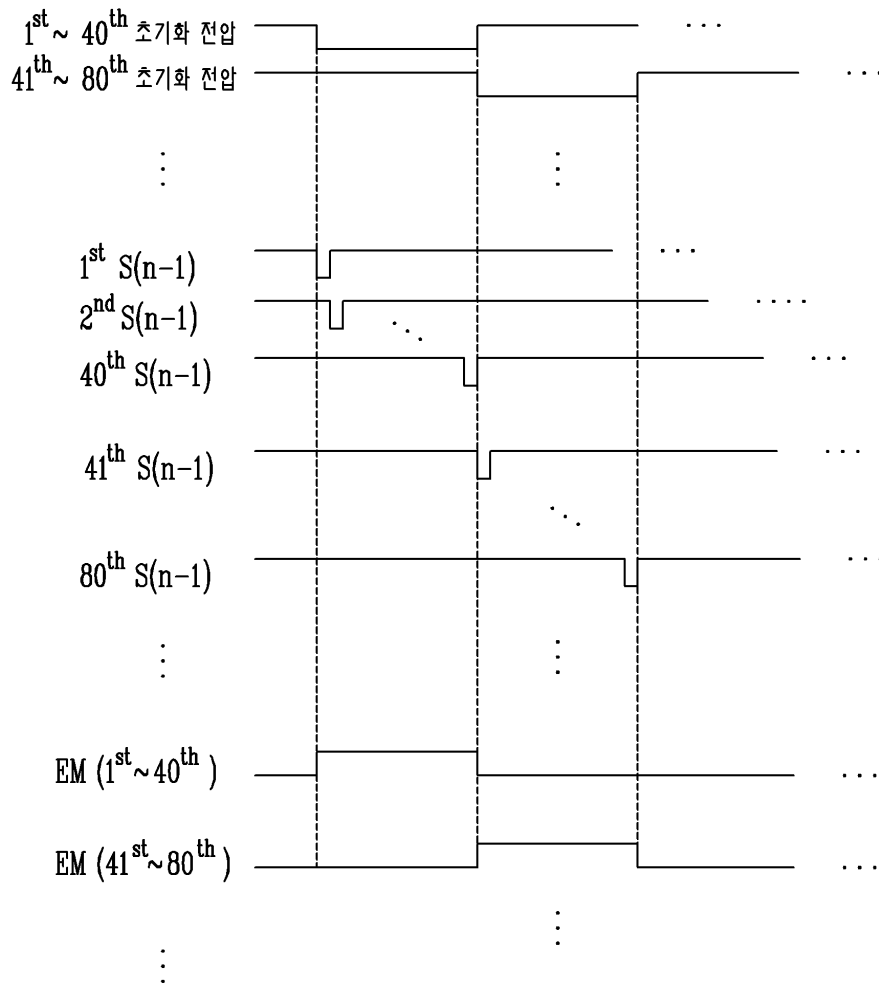 1st ~ 40th 초기화 전압
41th ~ 80th 초기화 전압
1st S(n-1)
2nd S(n-1)
40th S(n-1)
41th S(n-1)
80th S(n-1)
EM (1st~40th )
EM (41st~80th )